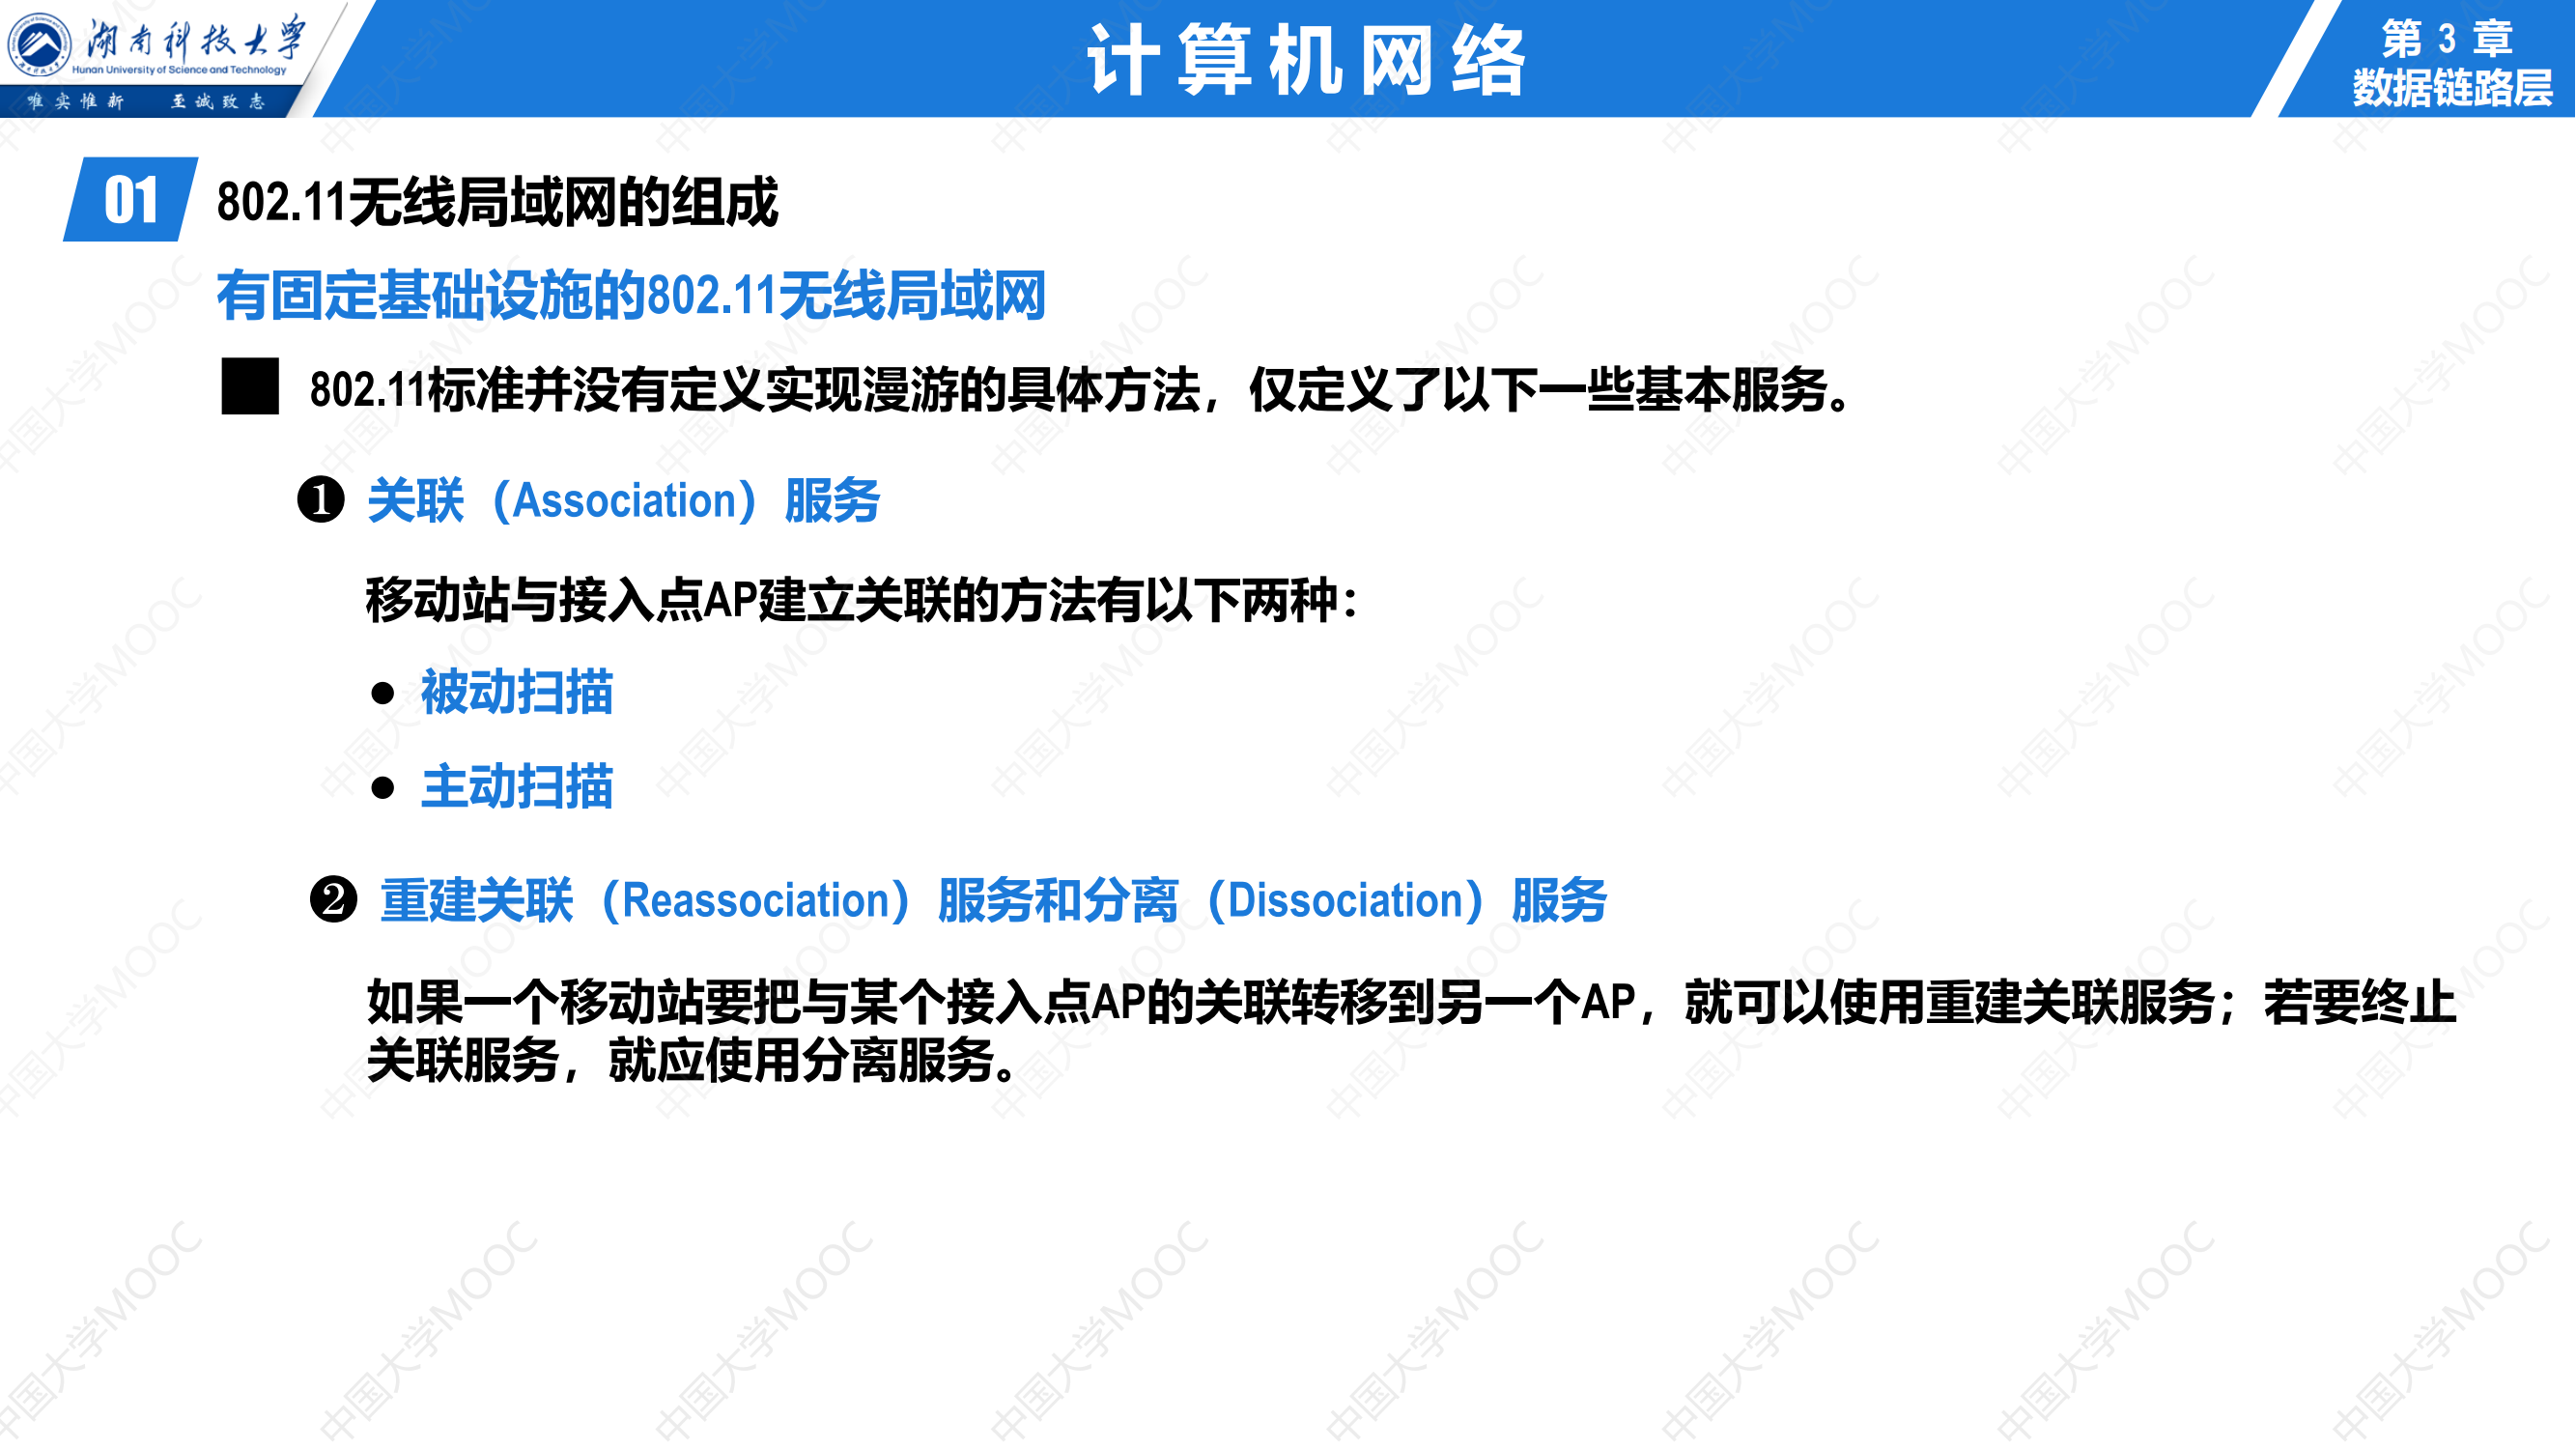 湖南科技大学
Hunan University of Science and Technology
唯实惟新 至诚致志
计算机网络
第 3 章
数据链路层
01 802.11无线局域网的组成
有固定基础设施的802.11无线局域网
802.11标准并没有定义实现漫游的具体方法，仅定义了以下一些基本服务。
❶ 关联（Association）服务
移动站与接入点AP建立关联的方法有以下两种：
● 被动扫描
● 主动扫描
❷ 重建关联（Reassociation）服务和分离（Dissociation）服务
如果一个移动站要把与某个接入点AP的关联转移到另一个AP，就可以使用重建关联服务；若要终止
关联服务，就应使用分离服务。
中国大学MOOC